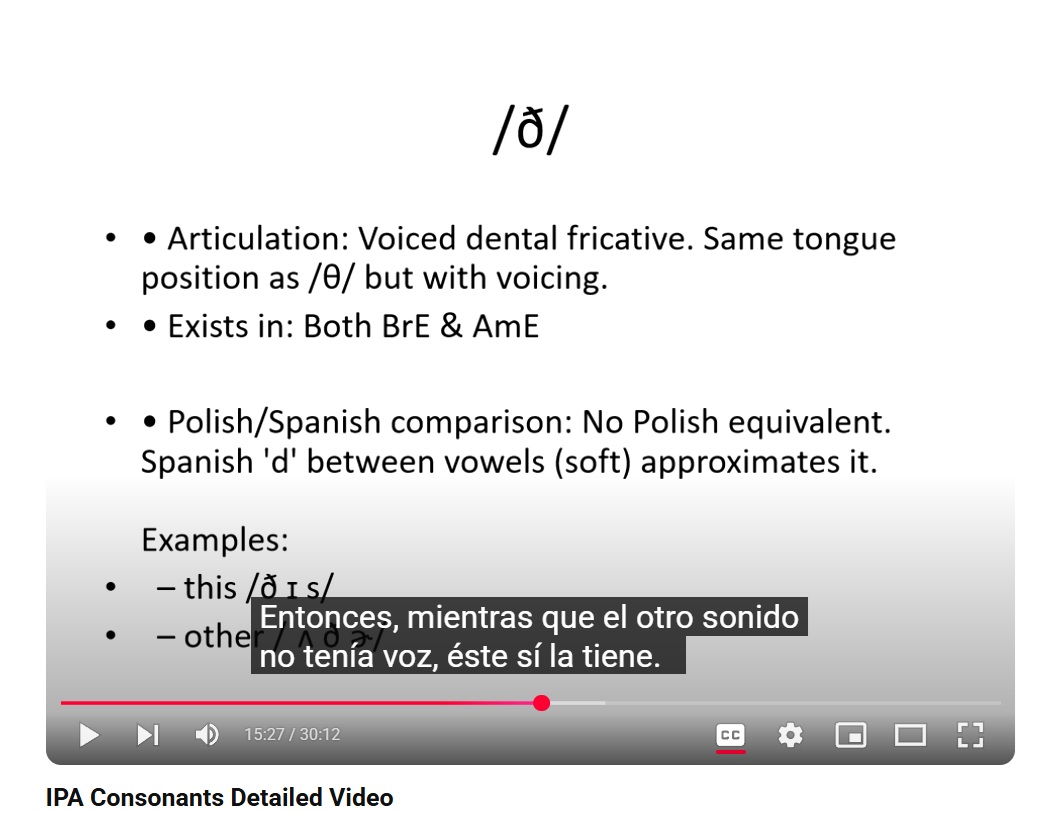 /ð/
• • Articulation: Voiced dental fricative. Same tongue
position as /θ/ but with voicing.
• • Exists in: Both BrE & AmE
• • Polish/Spanish comparison: No Polish equivalent.
Spanish 'd' between vowels (soft) approximates it.
Examples:
• – this /ð ɪ s/
• – other / ʌ ð ɚ/
Entonces, mientras que el otro sonido
no tenía voz, éste sí la tiene.
15:27 / 30:12
CC
IPA Consonants Detailed Video